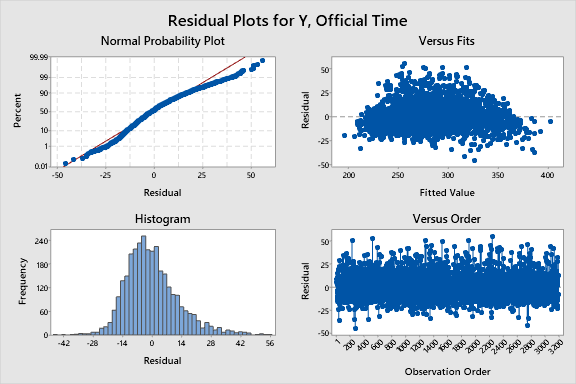 Residual Plots for Y, Official Time
Normal Probability Plot
99.99
99
90
50
10
1
0.01
Percent
-50 -25 0 25 50
Residual
Versus Fits
50
25
0
-25
-50
Residual
200 250 300 350 400
Fitted Value
Histogram
240
180
120
60
0
Frequency
-42 -28 -14 0 14 28 42 56
Residual
Versus Order
50
25
0
-25
-50
Residual
1 200 400 600 800 1000 1200 1400 1600 1800 2000 2200 2400 2600 2800 3000 3200
Observation Order